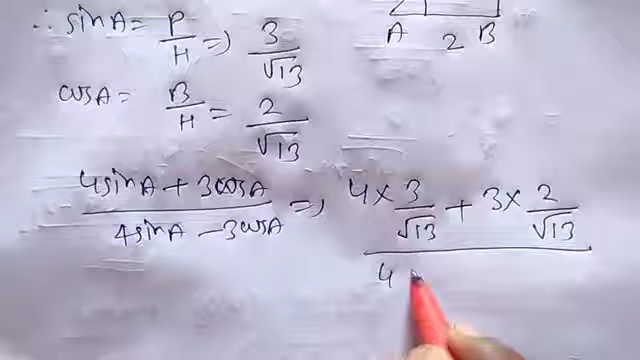 ∴ sinA = P/H => 3/√13
A 2 B
cosA = B/H = 2/√13
4sinA + 3cosA / 4sinA - 3cosA => 4 × 3/√13 + 3 × 2/√13
4